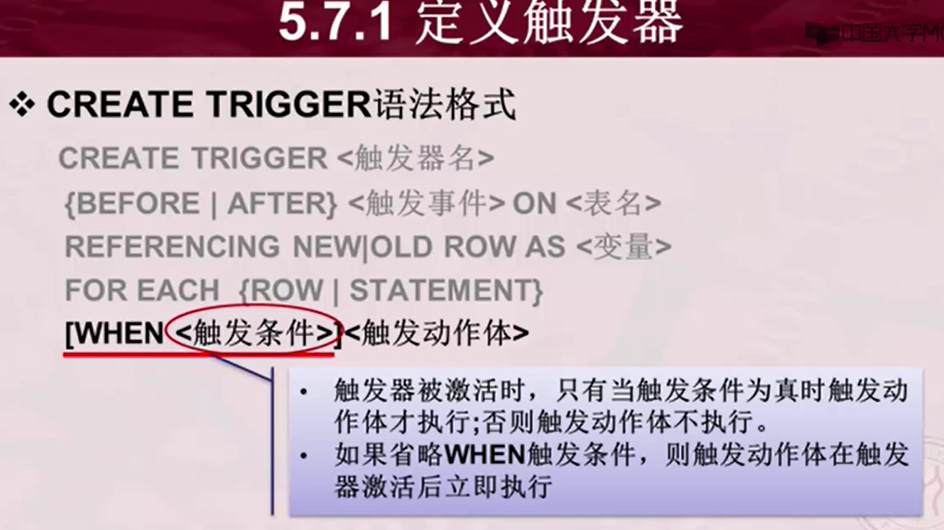 5.7.1 定义触发器
中国大学M
❖ CREATE TRIGGER语法格式
CREATE TRIGGER <触发器名>
{BEFORE | AFTER} <触发事件> ON <表名>
REFERENCING NEW|OLD ROW AS <变量>
FOR EACH {ROW | STATEMENT}
[WHEN <触发条件>]<触发动作体>
• 触发器被激活时，只有当触发条件为真时触发动
作体才执行;否则触发动作体不执行。
• 如果省略WHEN触发条件，则触发动作体在触发
器激活后立即执行